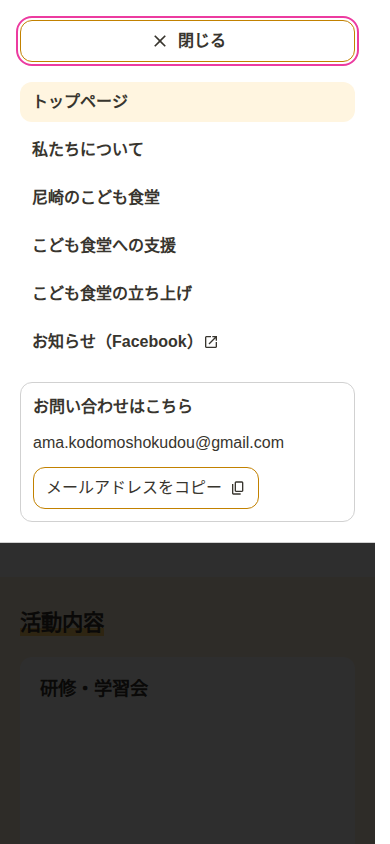 閉じる
トップページ
私たちについて
尼崎のこども食堂
こども食堂への支援
こども食堂の立ち上げ
お知らせ（Facebook）
お問い合わせはこちら
ama.kodomoshokudou@gmail.com
メールアドレスをコピー
活動内容
研修・学習会